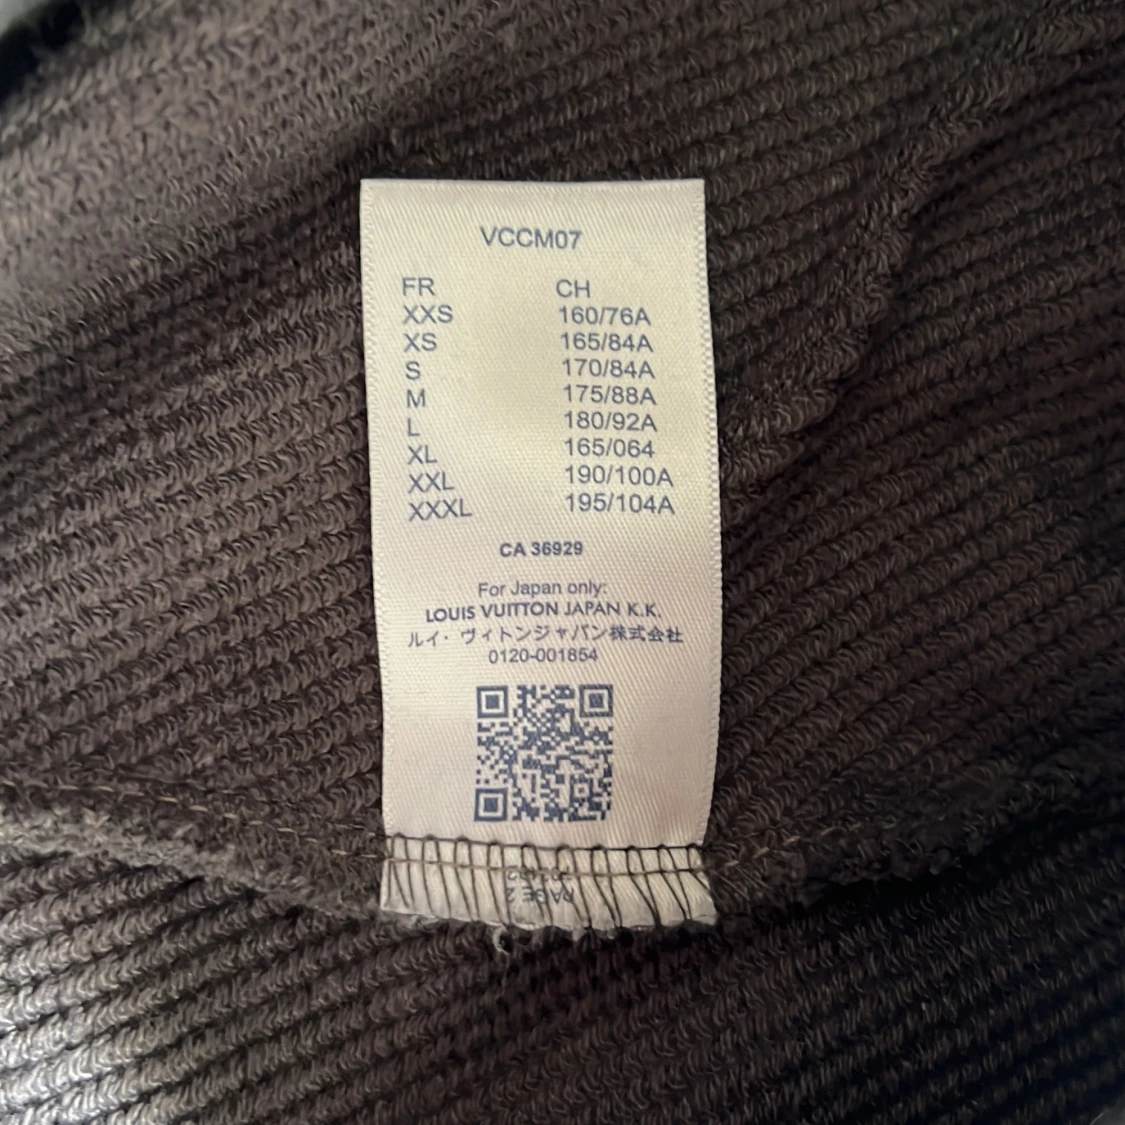 VCCM07
FR CH
XXS 160/76A
XS 165/84A
S 170/84A
M 175/88A
L 180/92A
XL 165/064
XXL 190/100A
XXXL 195/104A
CA 36929
For Japan only:
LOUIS VUITTON JAPAN K.K.
ルイ・ヴィトンジャパン株式会社
0120-001854
PAGE 2